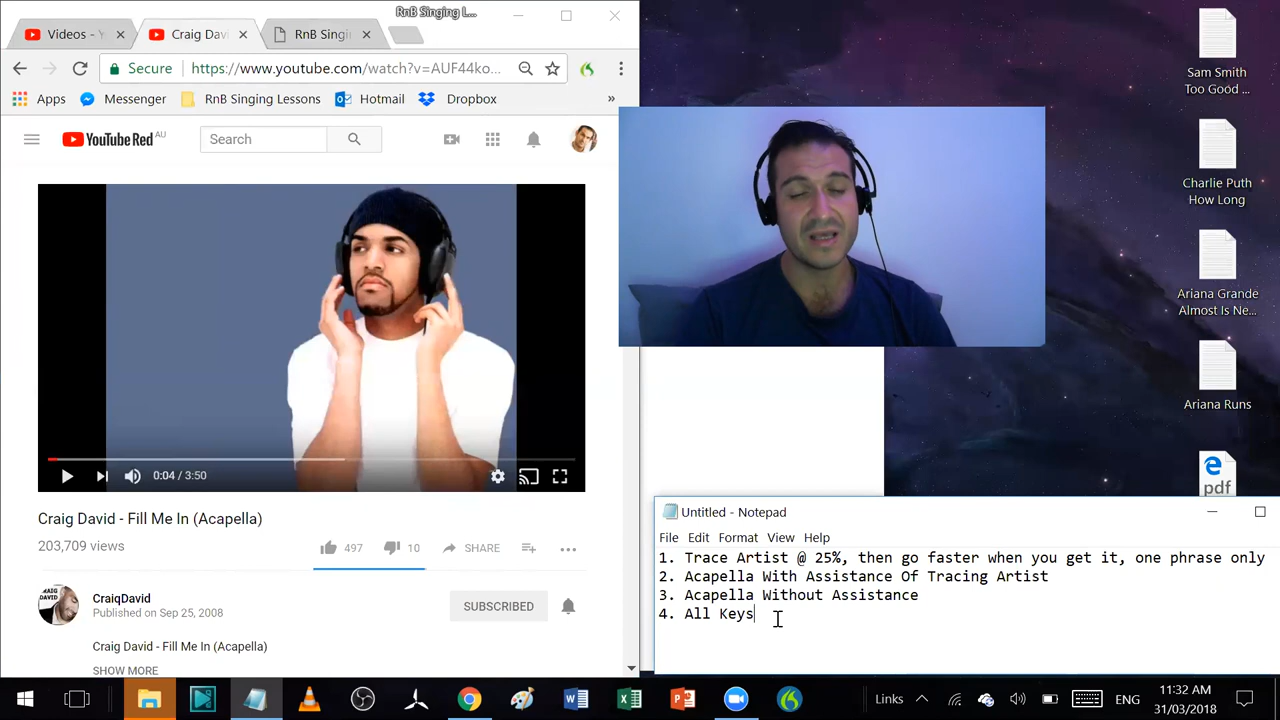 RnB Singing L...
Videos - Y
Craig Davi
RnB Singi
Secure
https://www.youtube.com/watch?v=AUF44ko...
Apps
Messenger
RnB Singing Lessons
Hotmail
Dropbox
»
YouTube Red AU
Search
0:04 / 3:50
Craig David - Fill Me In (Acapella)
203,709 views
497
10
SHARE
CRAIG DAVID
CraiqDavid
Published on Sep 25, 2008
SUBSCRIBED
Craig David - Fill Me In (Acapella)
SHOW MORE
Sam Smith
Too Good ...
Charlie Puth
How Long
Ariana Grande
Almost Is Ne...
Ariana Runs
pdf
Untitled - Notepad
File Edit Format View Help
1. Trace Artist @ 25%, then go faster when you get it, one phrase only
2. Acapella With Assistance Of Tracing Artist
3. Acapella Without Assistance
4. All Keys
Links
ENG
11:32 AM
31/03/2018